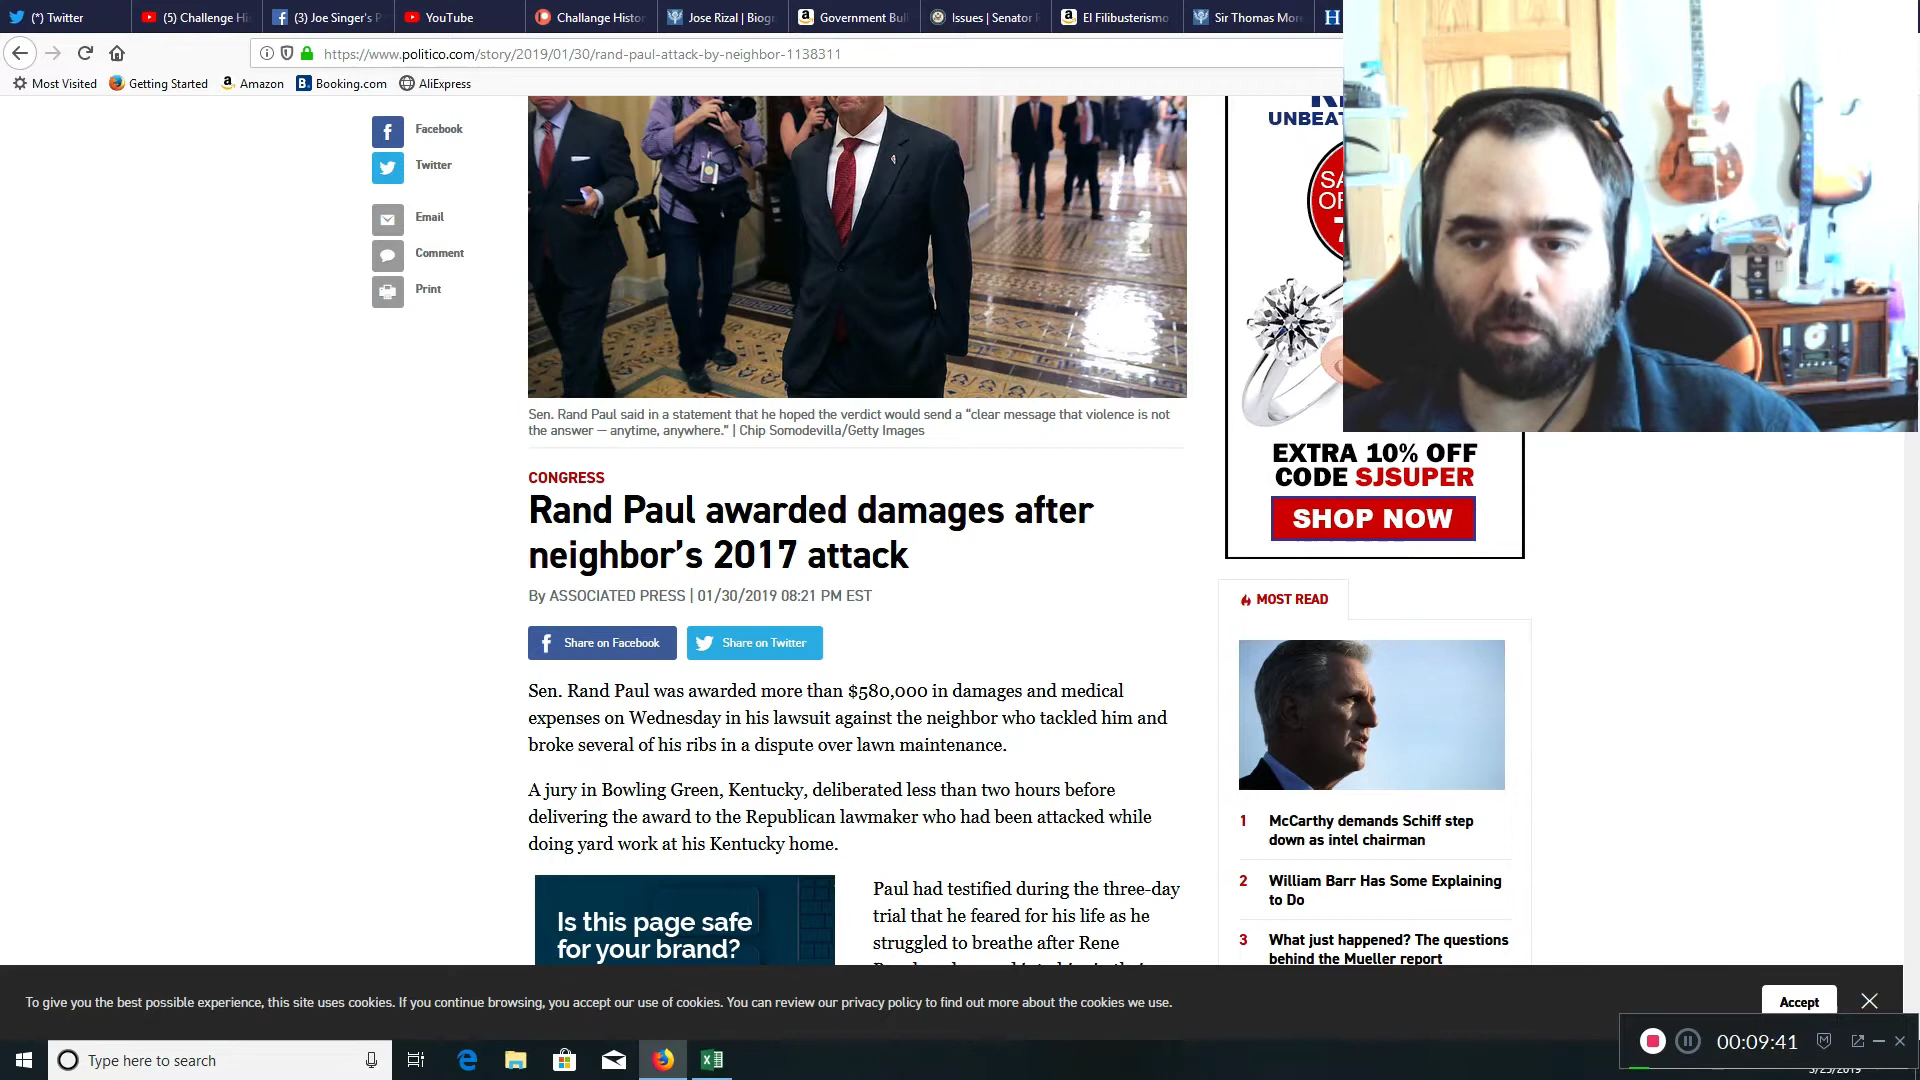 (*) Twitter
(5) Challenge Hi
(3) Joe Singer's P
YouTube
Challange Histor
Jose Rizal | Biogr
Government Bull
Issues | Senator
El Filibusterismo
Sir Thomas More
https://www.politico.com/story/2019/01/30/rand-paul-attack-by-neighbor-1138311
Most Visited
Getting Started
Amazon
Booking.com
AliExpress
Facebook
Twitter
Email
Comment
Print
UNBEAT
SA
OF
7
Sen. Rand Paul said in a statement that he hoped the verdict would send a “clear message that violence is not
the answer — anytime, anywhere.” | Chip Somodevilla/Getty Images
CONGRESS
Rand Paul awarded damages after
neighbor’s 2017 attack
By ASSOCIATED PRESS | 01/30/2019 08:21 PM EST
Share on Facebook
Share on Twitter
Sen. Rand Paul was awarded more than $580,000 in damages and medical
expenses on Wednesday in his lawsuit against the neighbor who tackled him and
broke several of his ribs in a dispute over lawn maintenance.
A jury in Bowling Green, Kentucky, deliberated less than two hours before
delivering the award to the Republican lawmaker who had been attacked while
doing yard work at his Kentucky home.
Is this page safe
for your brand?
Paul had testified during the three-day
trial that he feared for his life as he
struggled to breathe after Rene
EXTRA 10% OFF
CODE SJSUPER
SHOP NOW
MOST READ
1 McCarthy demands Schiff step
down as intel chairman
2 William Barr Has Some Explaining
to Do
3 What just happened? The questions
behind the Mueller report
To give you the best possible experience, this site uses cookies. If you continue browsing, you accept our use of cookies. You can review our privacy policy to find out more about the cookies we use.
Accept
Type here to search
00:09:41